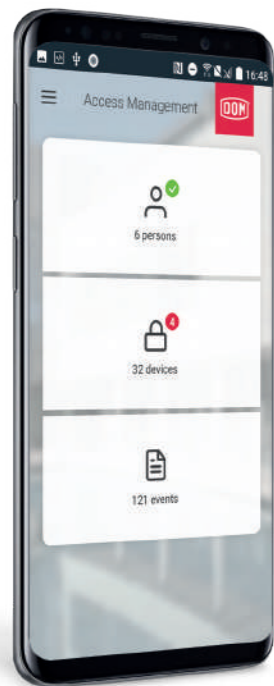 16:48
Access Management
DOM
6 persons
4
32 devices
121 events